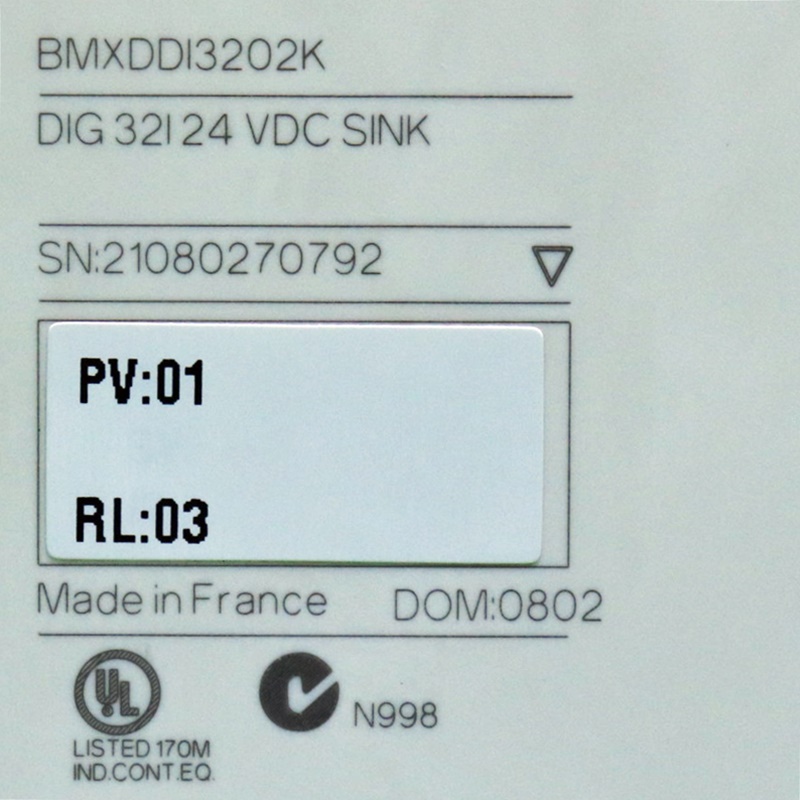 BMXDDI3202K
DIG 32I 24 VDC SINK
SN:21080270792
PV:01
RL:03
Made in France DOM:0802
UL
N998
LISTED 170M
IND.CONT.EQ.